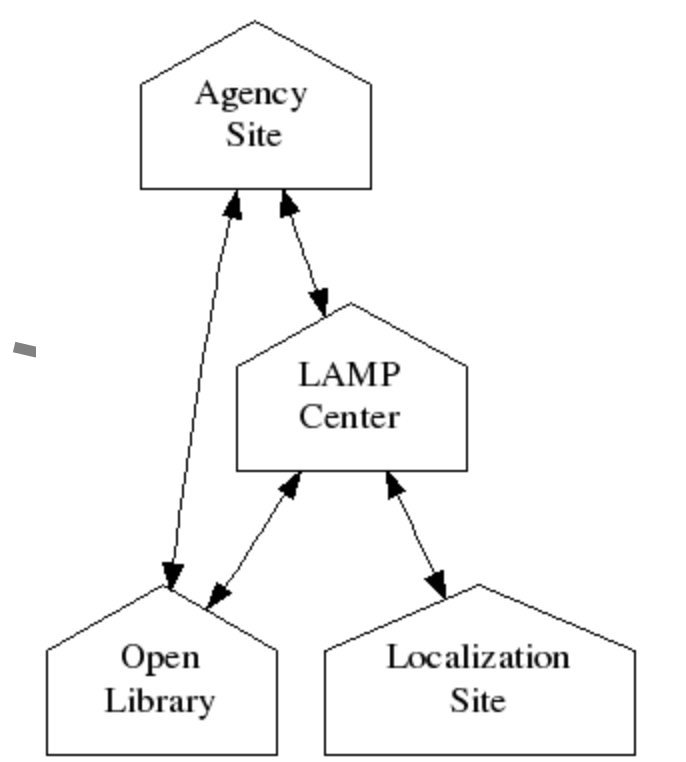 Agency
Site
LAMP
Center
Open
Library
Localization
Site